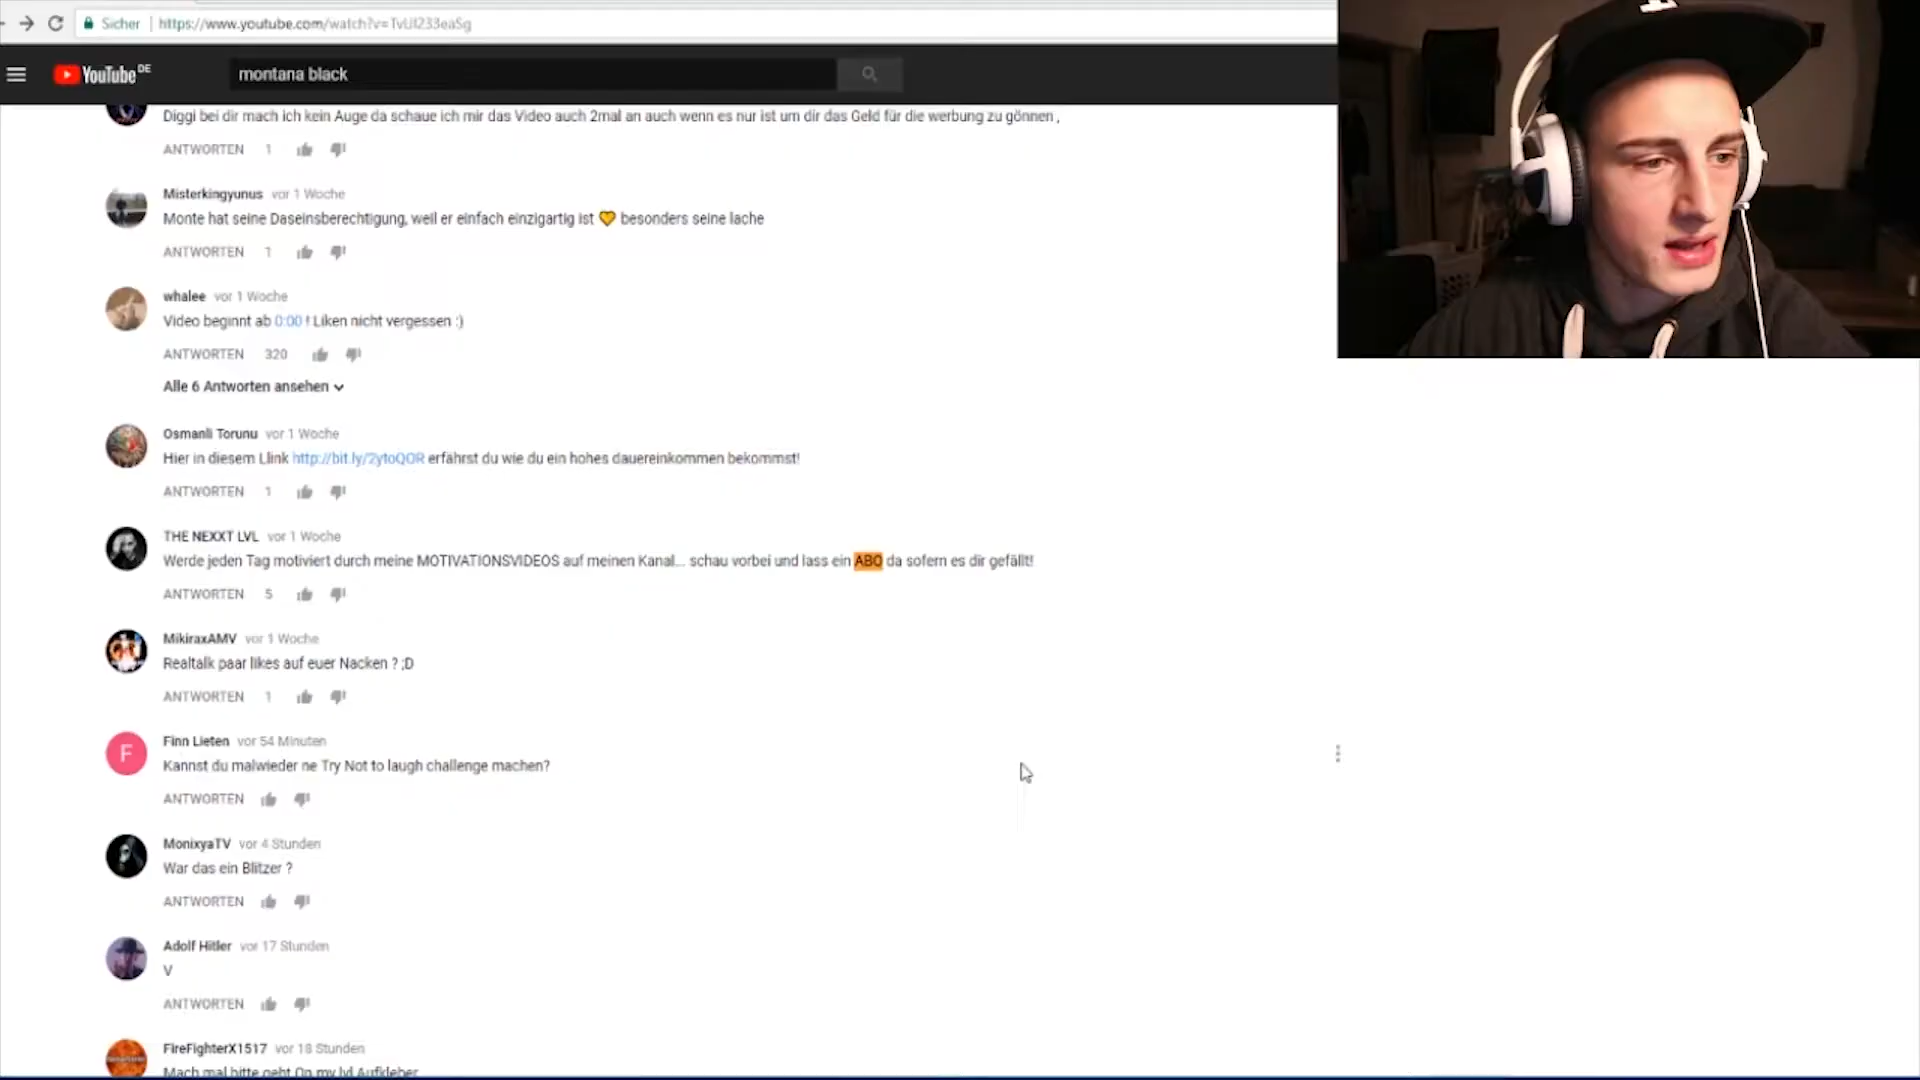 Sicher https://www.youtube.com/watch?v=TvUl233eaSg
YouTube DE
montana black
Diggi bei dir mach ich kein Auge da schaue ich mir das Video auch 2mal an auch wenn es nur ist um dir das Geld für die werbung zu gönnen ,
ANTWORTEN 1
Misterkingyunus vor 1 Woche
Monte hat seine Daseinsberechtigung, weil er einfach einzigartig ist 💛 besonders seine lache
ANTWORTEN 1
whalee vor 1 Woche
Video beginnt ab 0:00 ! Liken nicht vergessen :)
ANTWORTEN 320
Alle 6 Antworten ansehen
Osmanli Torunu vor 1 Woche
Hier in diesem Llink http://bit.ly/2ytoQOR erfährst du wie du ein hohes dauereinkommen bekommst!
ANTWORTEN 1
THE NEXXT LVL vor 1 Woche
Werde jeden Tag motiviert durch meine MOTIVATIONSVIDEOS auf meinen Kanal... schau vorbei und lass ein ABO da sofern es dir gefällt!
ANTWORTEN 5
MikiraxAMV vor 1 Woche
Realtalk paar likes auf euer Nacken ? ;D
ANTWORTEN 1
F
Finn Lieten vor 54 Minuten
Kannst du malwieder ne Try Not to laugh challenge machen?
ANTWORTEN
MonixyaTV vor 4 Stunden
War das ein Blitzer ?
ANTWORTEN
Adolf Hitler vor 17 Stunden
V
ANTWORTEN
FireFighterX1517 vor 18 Stunden
Mach mal bitte geht On my lvl Aufkleber